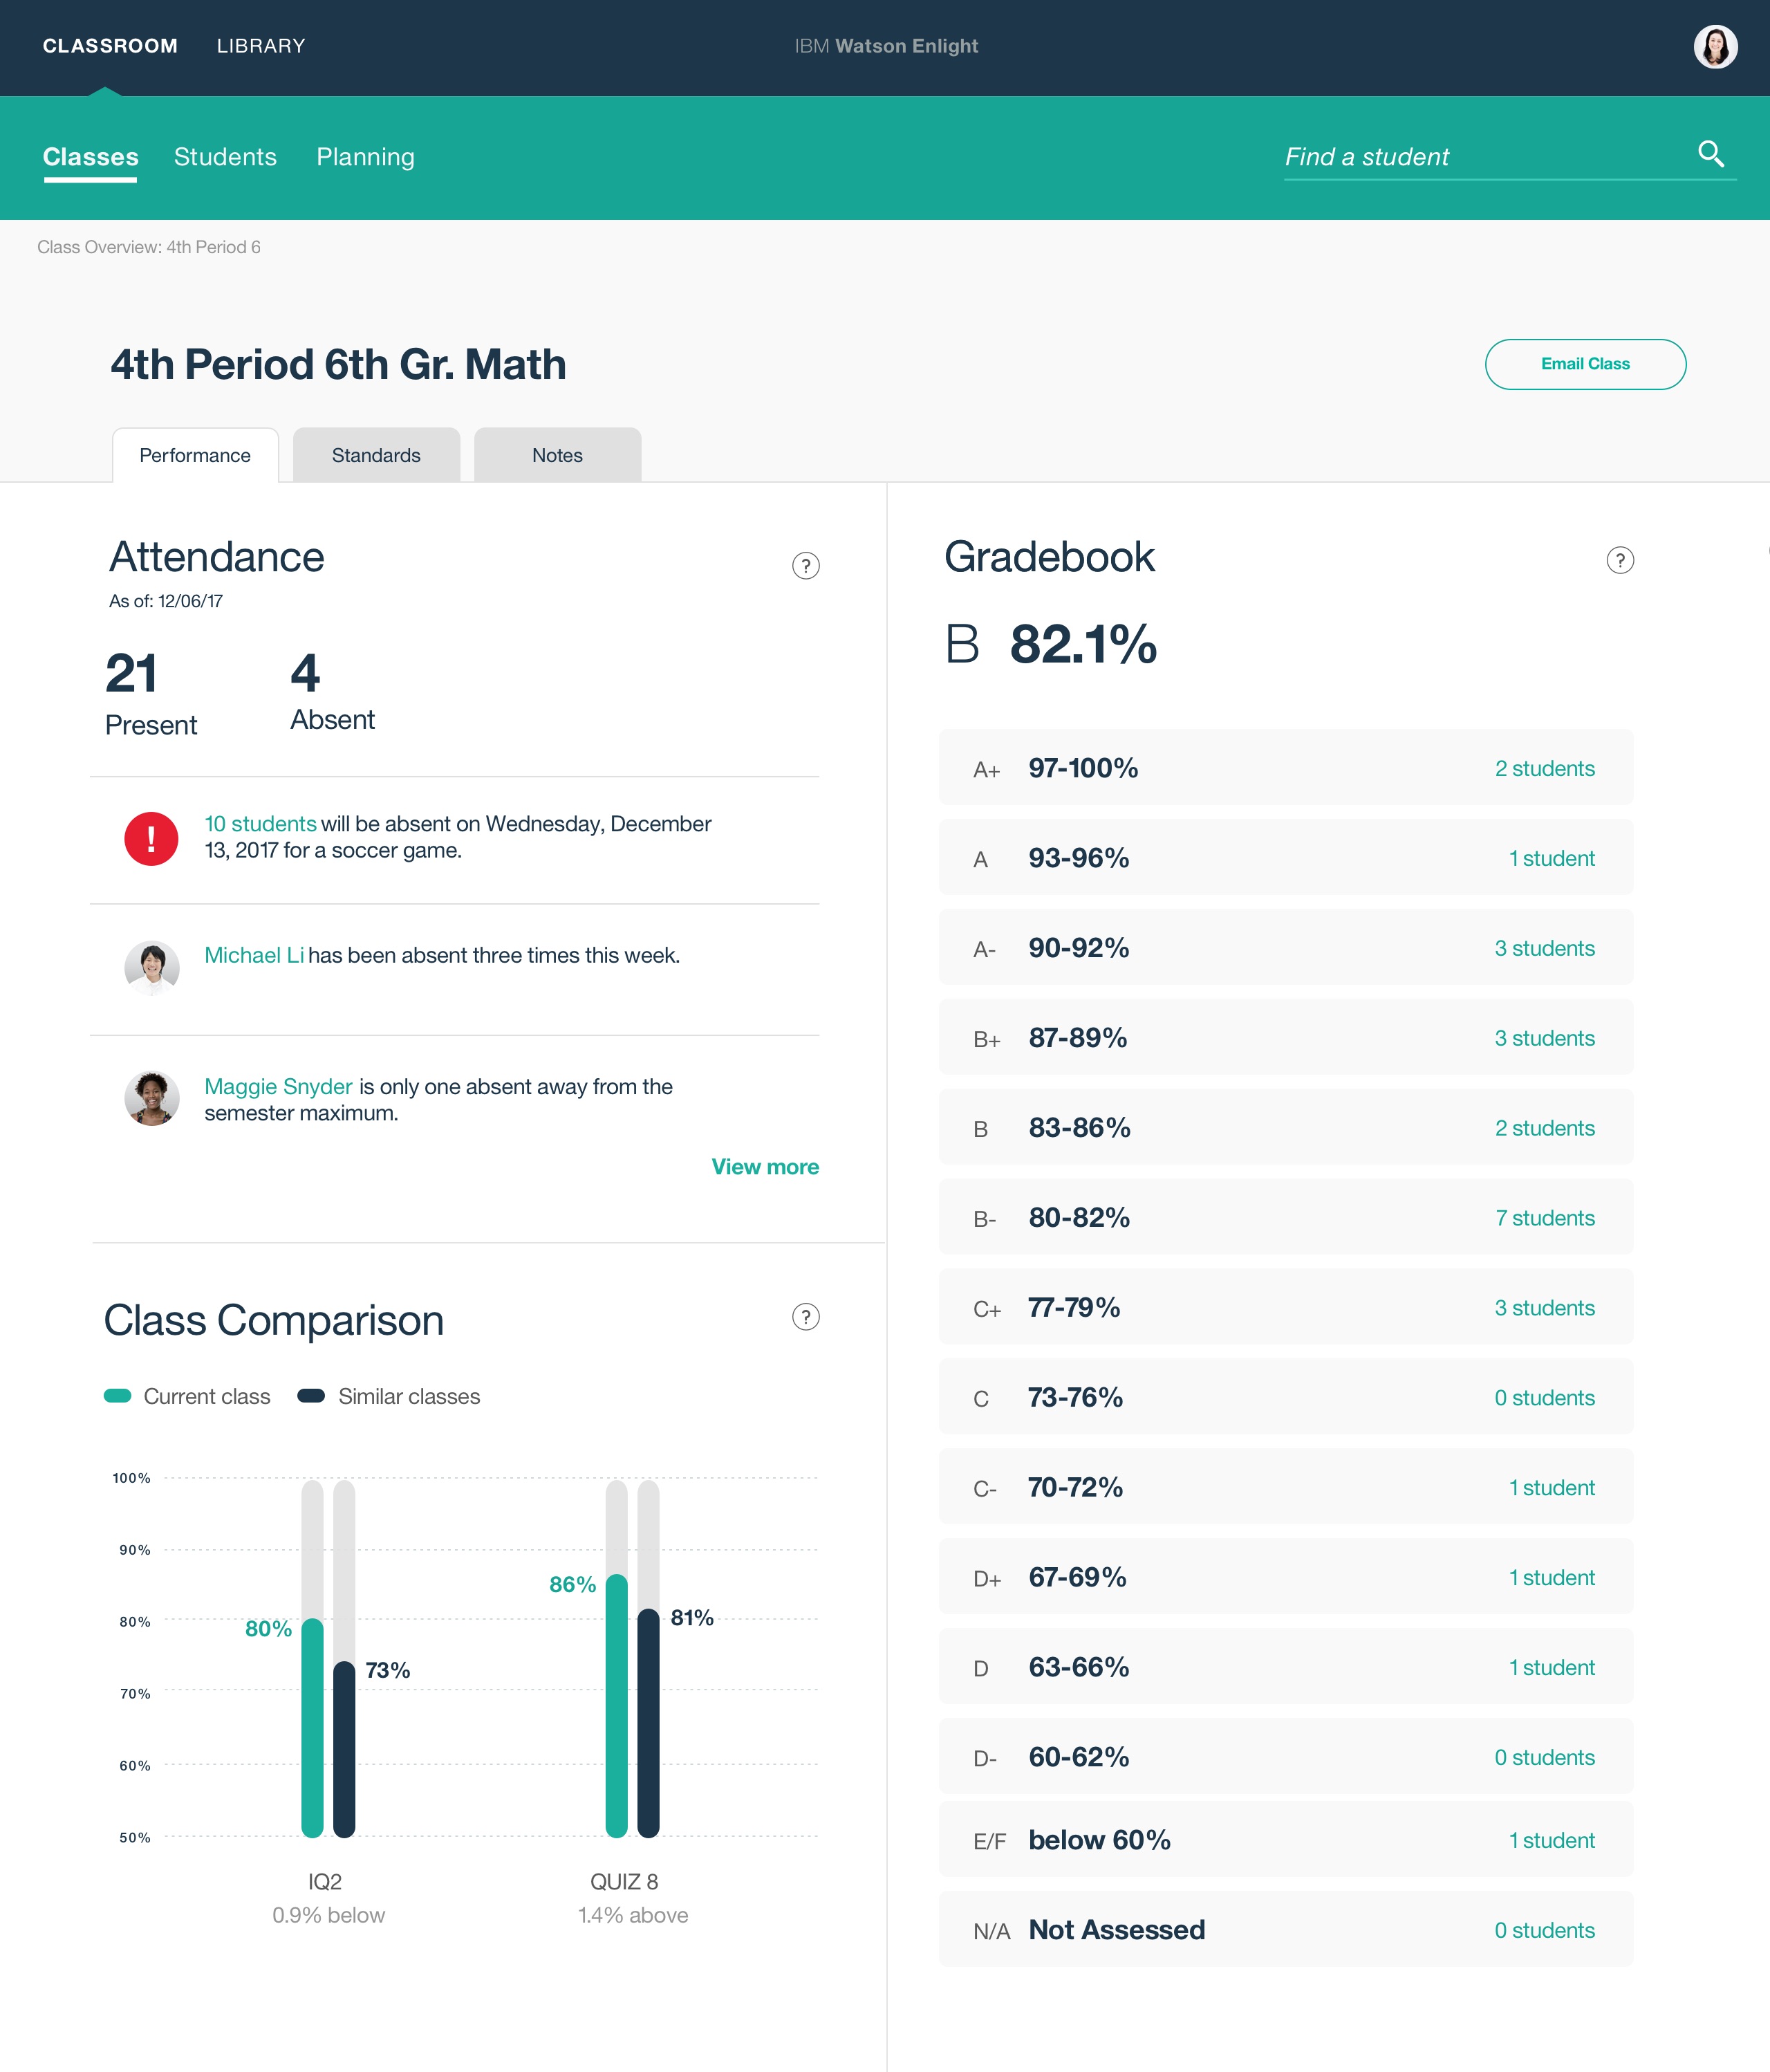 CLASSROOM LIBRARY IBM Watson Enlight
Classes Students Planning Find a student
Class Overview: 4th Period 6
4th Period 6th Gr. Math Email Class
Performance Standards Notes
Attendance ?
As of: 12/06/17
21 4
Present Absent
! 10 students will be absent on Wednesday, December
13, 2017 for a soccer game.
Michael Li has been absent three times this week.
Maggie Snyder is only one absent away from the
semester maximum.
View more
Class Comparison ?
Current class Similar classes
100%
90%
86%
80% 80% 81%
73%
70%
60%
50%
IQ2 QUIZ 8
0.9% below 1.4% above
Gradebook ?
B 82.1%
A+ 97-100% 2 students
A 93-96% 1 student
A- 90-92% 3 students
B+ 87-89% 3 students
B 83-86% 2 students
B- 80-82% 7 students
C+ 77-79% 3 students
C 73-76% 0 students
C- 70-72% 1 student
D+ 67-69% 1 student
D 63-66% 1 student
D- 60-62% 0 students
E/F below 60% 1 student
N/A Not Assessed 0 students